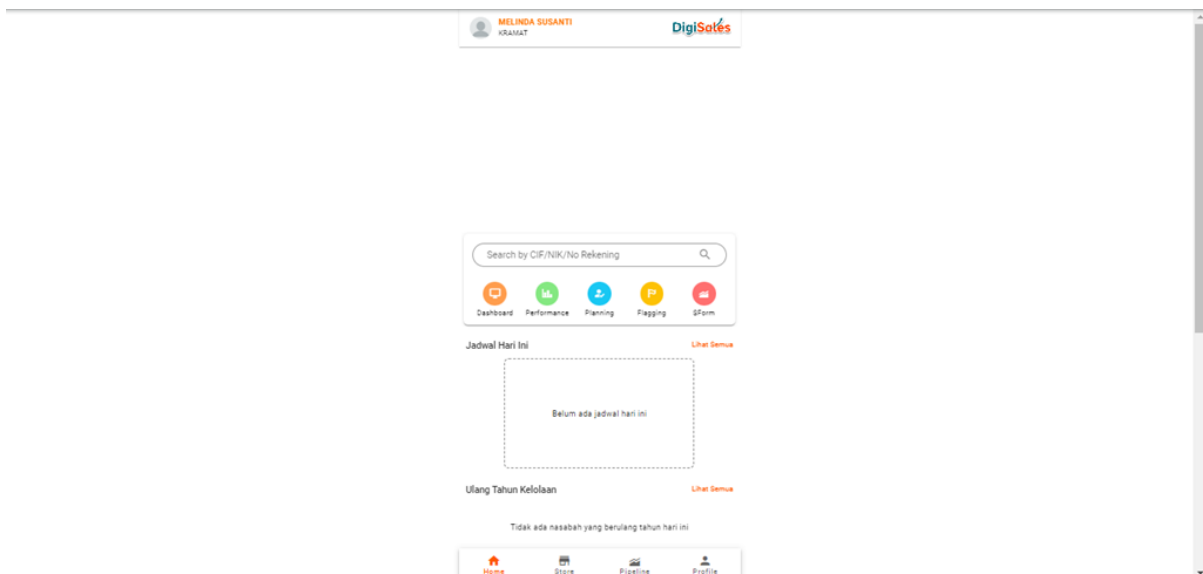 MELINDA SUSANTI
KRAMAT
DigiSales
Search by CIF/NIK/No Rekening
Dashboard Performance Planning Flagging SForm
Jadwal Hari Ini Lihat Semua
Belum ada jadwal hari ini
Ulang Tahun Kelolaan Lihat Semua
Tidak ada nasabah yang berulang tahun hari ini
Home Store Pipeline Profile